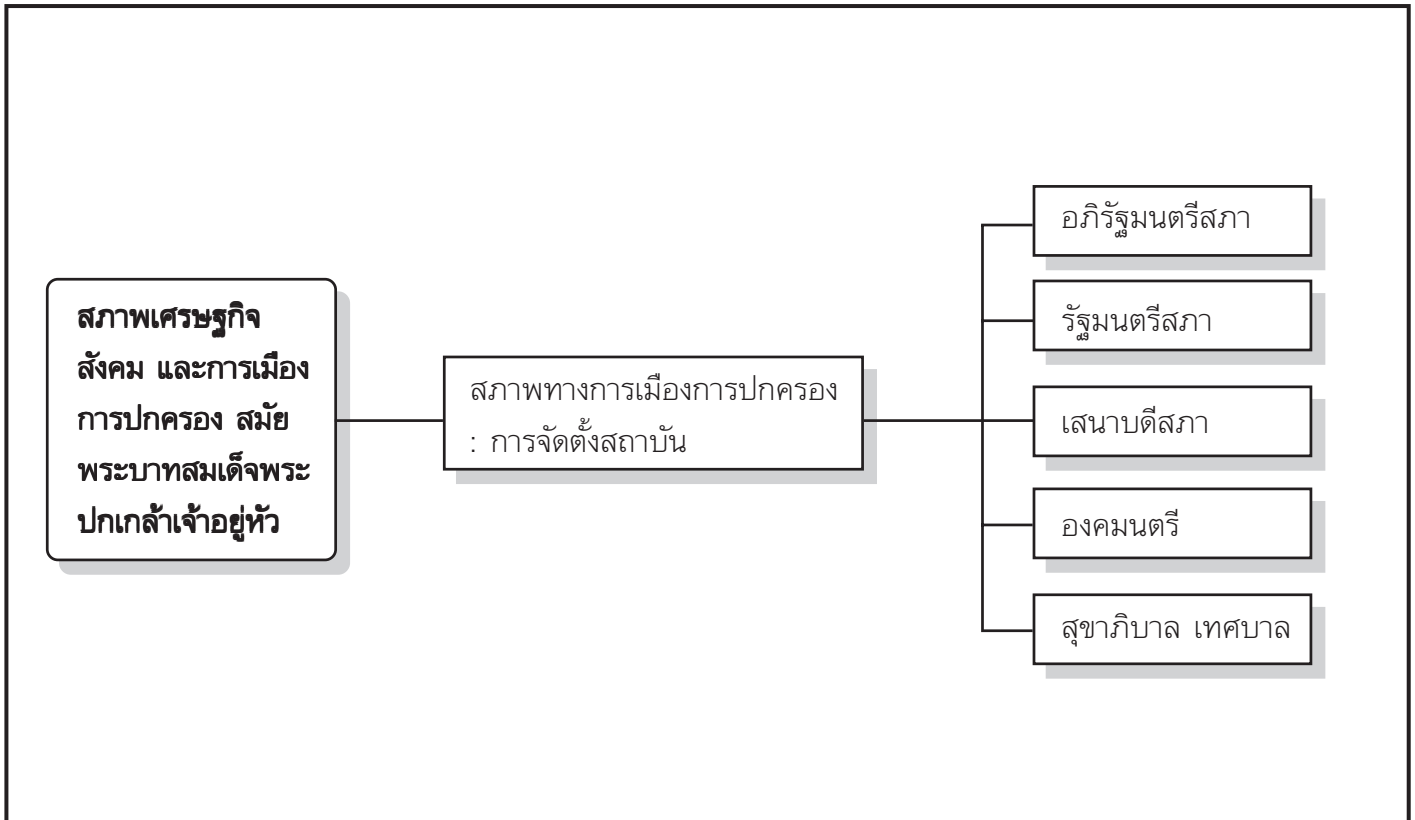 สภาพเศรษฐกิจ
สังคม และการเมือง
การปกครอง สมัย
พระบาทสมเด็จพระ
ปกเกล้าเจ้าอยู่หัว
สภาพทางการเมืองการปกครอง
: การจัดตั้งสถาบัน
อภิรัฐมนตรีสภา
รัฐมนตรีสภา
เสนาบดีสภา
องคมนตรี
สุขาภิบาล เทศบาล